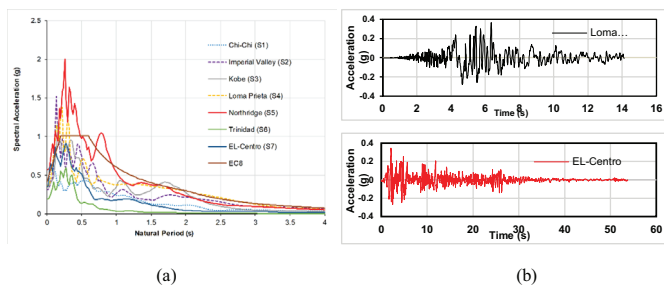 (a)
Spectral Acceleration (g)
2.5
2
1.5
1
0.5
0
Chi-Chi (S1)
Imperial Valley (S2)
Kobe (S3)
Loma Prieta (S4)
Northridge (S5)
Trinidad (S6)
EL-Centro (S7)
EC8
0 0.5 1 1.5 2 2.5 3 3.5 4
Natural Period (s)
(b)
Acceleration
(g)
0.4
0.2
0.0
-0.2
-0.4
Loma...
0 2 4 6 8 10 12 14 16
Time (s)
Acceleration
(g)
0.4
0.2
0.0
-0.2
-0.4
EL-Centro
0 10 20 30 40 50 60
Time (s)
(a)
(b)